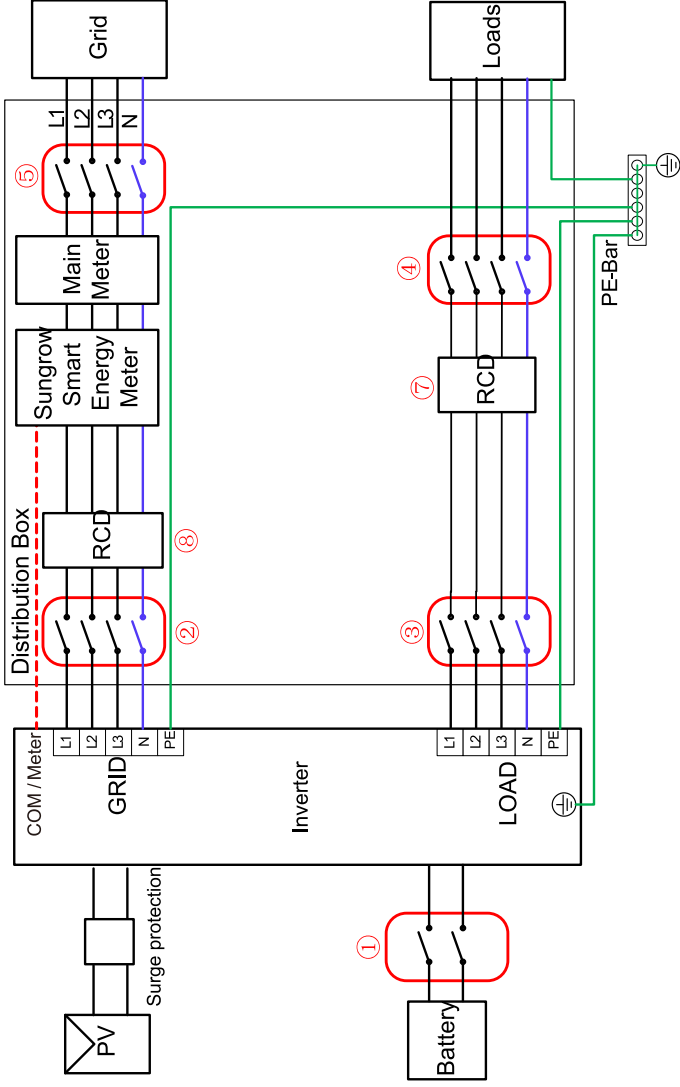 Grid
Loads
L1
L2
L3
N
⑤
Main
Meter
④
PE-Bar
Sungrow
Smart
Energy
Meter
⑦
RCD
Distribution Box
RCD
⑧
②
③
COM / Meter
L1
L2
L3
N
PE
GRID
Inverter
L1
L2
L3
N
PE
LOAD
Surge protection
①
PV
Battery